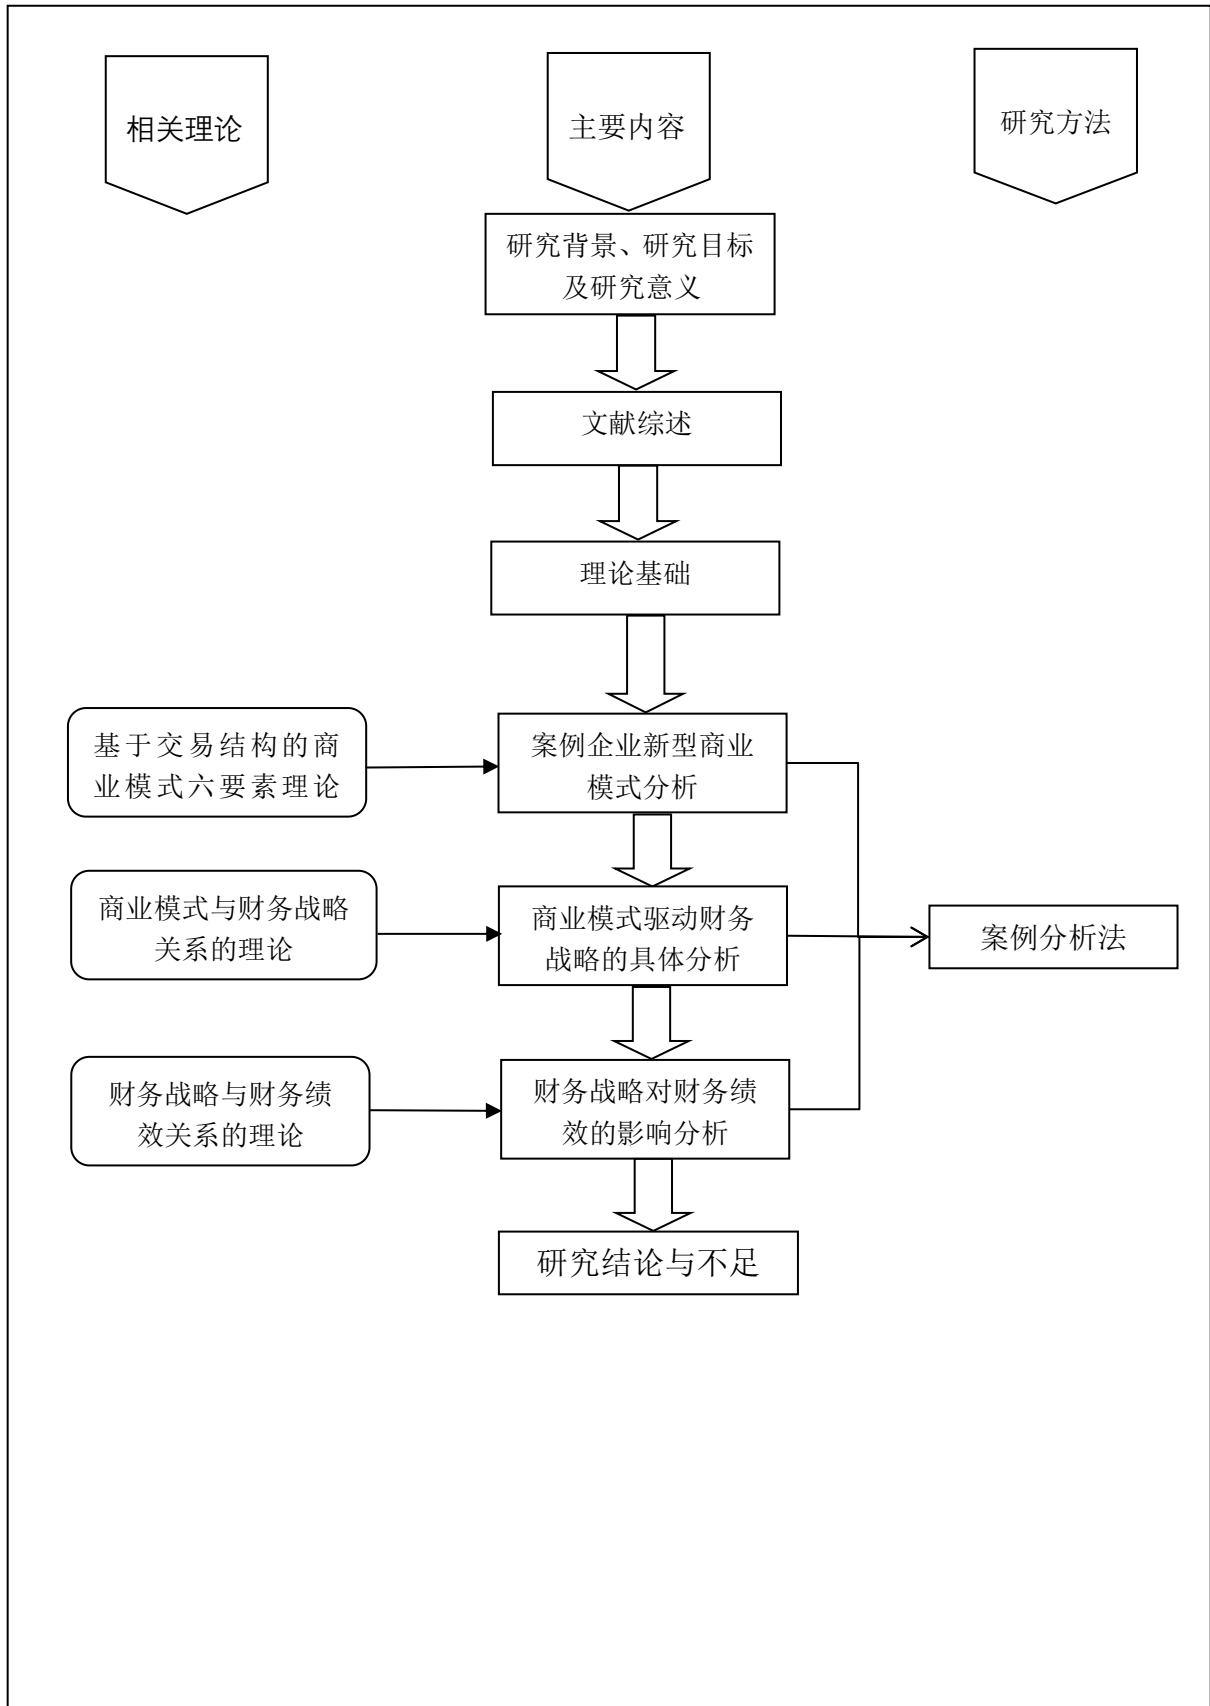 相关理论
主要内容
研究方法
研究背景、研究目标
及研究意义
文献综述
理论基础
基于交易结构的商
业模式六要素理论
案例企业新型商业
模式分析
商业模式与财务战略
关系的理论
商业模式驱动财务
战略的具体分析
案例分析法
财务战略与财务绩
效关系的理论
财务战略对财务绩
效的影响分析
研究结论与不足